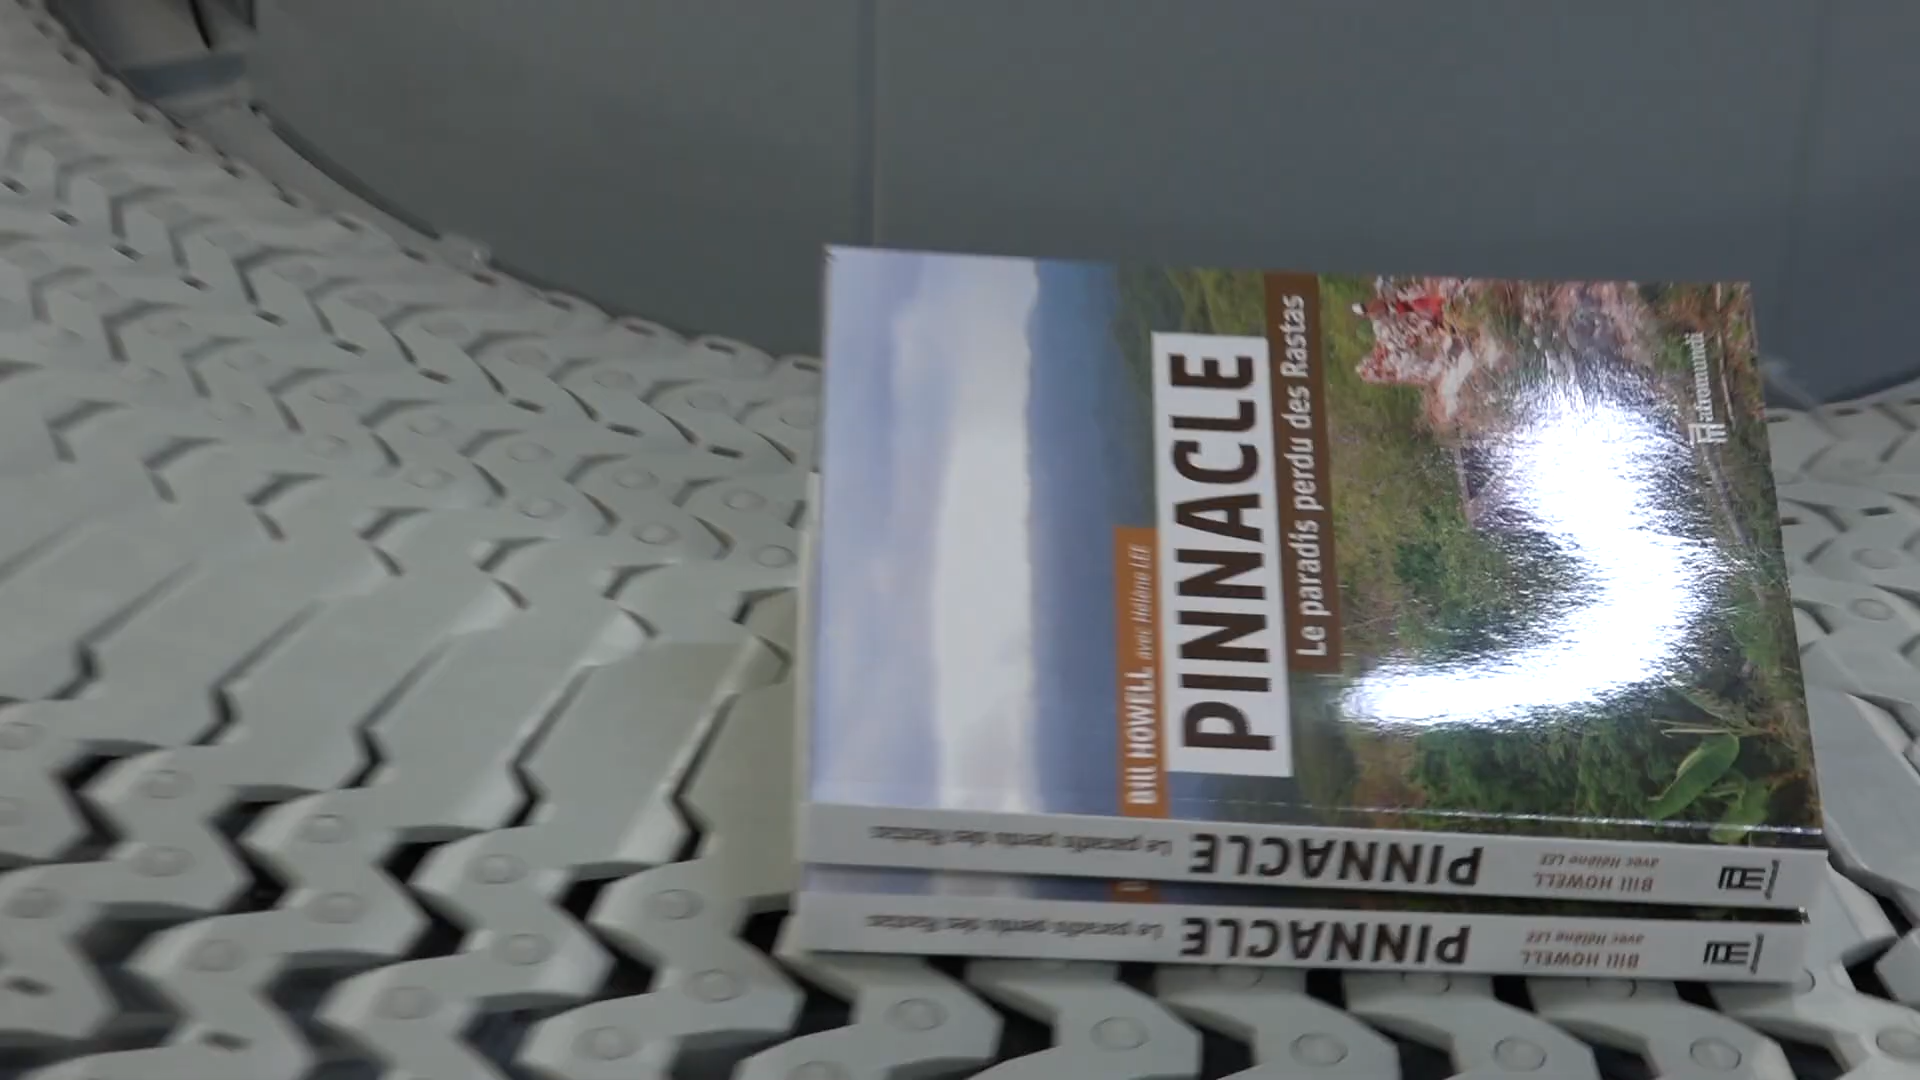 Bill HOWELL avec Hélène LEE
PINNACLE
Le paradis perdu des Rastas
Afromundi
Bill HOWELL
avec Hélène LEE
PINNACLE
Le paradis perdu des Rastas
Bill HOWELL
avec Hélène LEE
PINNACLE
Le paradis perdu des Rastas